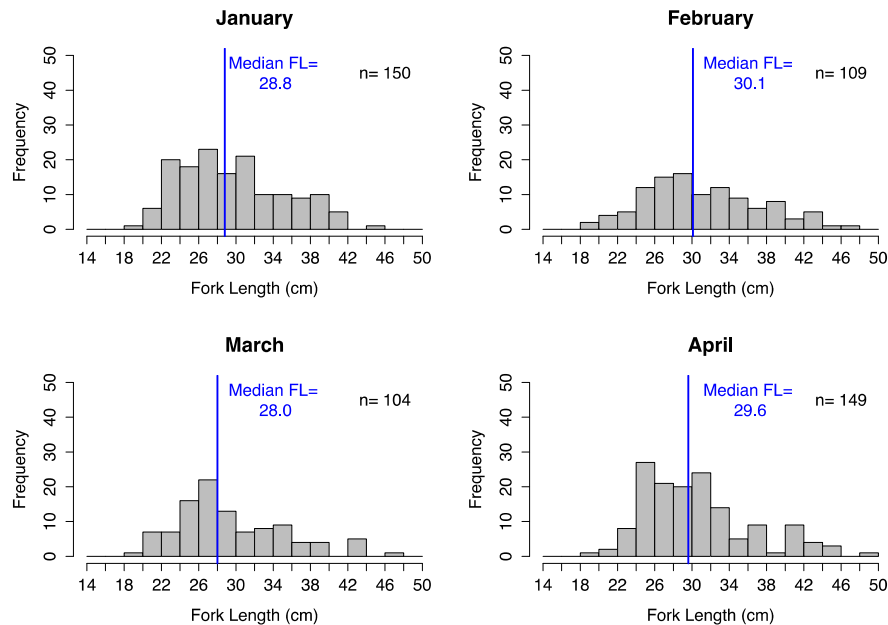 January
Frequency
0 10 20 30 40 50
Median FL=
28.8
n= 150
14 18 22 26 30 34 38 42 46 50
Fork Length (cm)
February
Frequency
0 10 20 30 40 50
Median FL=
30.1
n= 109
14 18 22 26 30 34 38 42 46 50
Fork Length (cm)
March
Frequency
0 10 20 30 40 50
Median FL=
28.0
n= 104
14 18 22 26 30 34 38 42 46 50
Fork Length (cm)
April
Frequency
0 10 20 30 40 50
Median FL=
29.6
n= 149
14 18 22 26 30 34 38 42 46 50
Fork Length (cm)